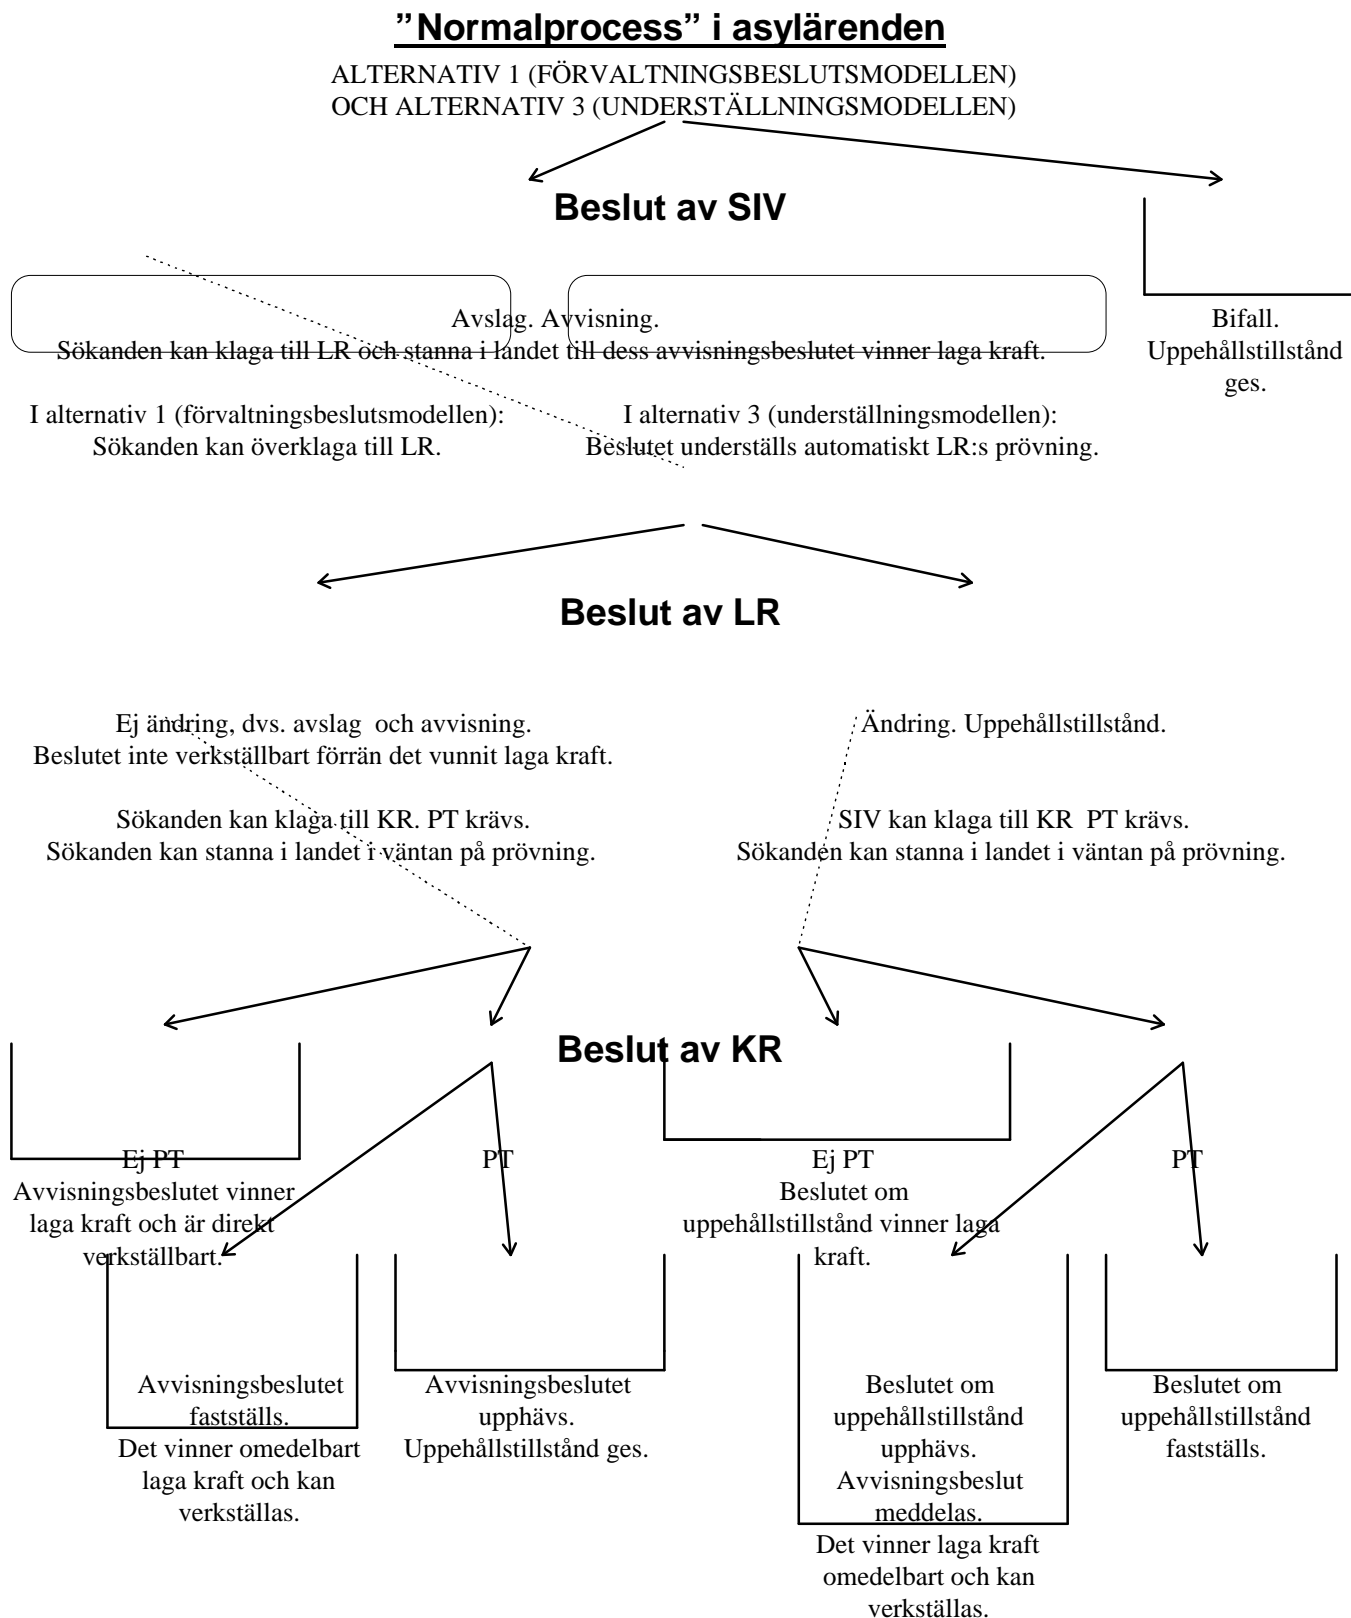 ”Normalprocess” i asylärenden
ALTERNATIV 1 (FÖRVALTNINGSBESLUTSMODELLEN)
OCH ALTERNATIV 3 (UNDERSTÄLLNINGSMODELLEN)
Beslut av SIV
Avslag. Avvisning.
Sökanden kan klaga till LR och stanna i landet till dess avvisningsbeslutet vinner laga kraft.
I alternativ 1 (förvaltningsbeslutsmodellen):
Sökanden kan överklaga till LR.
I alternativ 3 (underställningsmodellen):
Beslutet underställs automatiskt LR:s prövning.
Bifall.
Uppehållstillstånd
ges.
Beslut av LR
Ej ändring, dvs. avslag  och avvisning.
Beslutet inte verkställbart förrän det vunnit laga kraft.
Sökanden kan klaga till KR. PT krävs.
Sökanden kan stanna i landet i väntan på prövning.
Ändring. Uppehållstillstånd.
SIV kan klaga till KR  PT krävs.
Sökanden kan stanna i landet i väntan på prövning.
Beslut av KR
Ej PT
Avvisningsbeslutet vinner
laga kraft och är direkt
verkställbart.
PT
Ej PT
Beslutet om
uppehållstillstånd vinner laga
kraft.
PT
Avvisningsbeslutet
fastställs.
Det vinner omedelbart
laga kraft och kan
verkställas.
Avvisningsbeslutet
upphävs.
Uppehållstillstånd ges.
Beslutet om
uppehållstillstånd
upphävs.
Avvisningsbeslut
meddelas.
Det vinner laga kraft
omedelbart och kan
verkställas.
Beslutet om
uppehållstillstånd
fastställs.